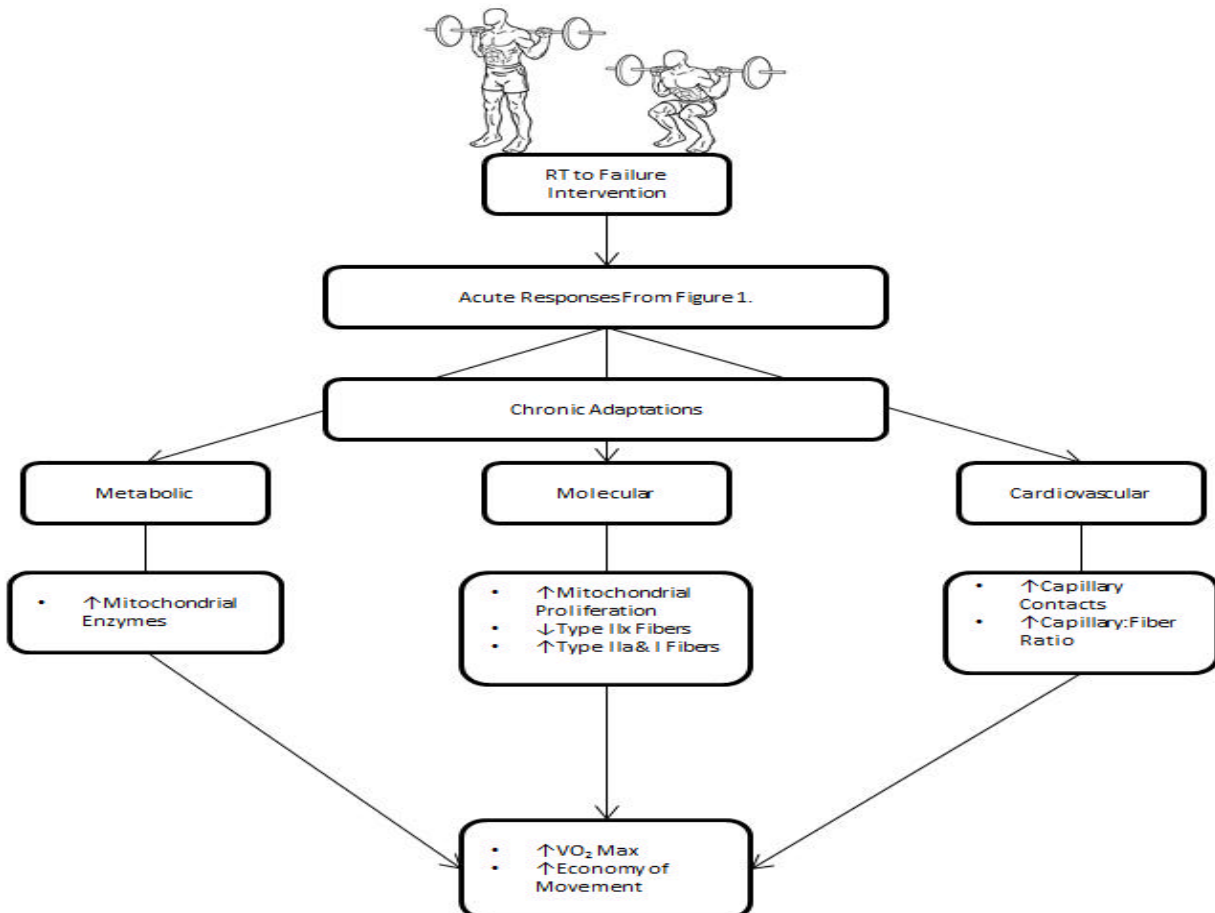 RT to Failure
Intervention
Acute Responses From Figure 1.
Chronic Adaptations
Metabolic
Molecular
Cardiovascular
• ↑Mitochondrial
Enzymes
• ↑Mitochondrial
Proliferation
• ↓Type IIx Fibers
• ↑Type IIa & I Fibers
• ↑Capillary
Contacts
• ↑Capillary:Fiber
Ratio
• ↑VO₂ Max
• ↑Economy of
Movement